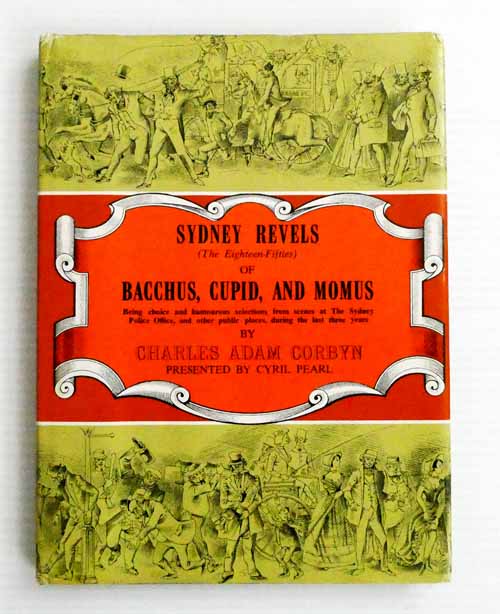 SYDNEY REVELS
(The Eighteen-Fifties)
OF
BACCHUS, CUPID, AND MOMUS
Being choice and humourous selections from scenes at The Sydney
Police Office, and other public places, during the last three years
BY
CHARLES ADAM CORBYN
PRESENTED BY CYRIL PEARL